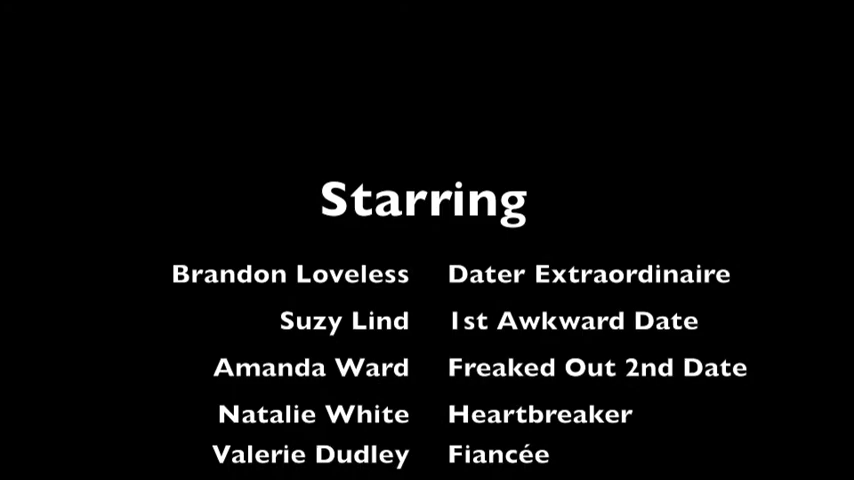 Starring
Brandon Loveless Dater Extraordinaire
Suzy Lind 1st Awkward Date
Amanda Ward Freaked Out 2nd Date
Natalie White Heartbreaker
Valerie Dudley Fiancée